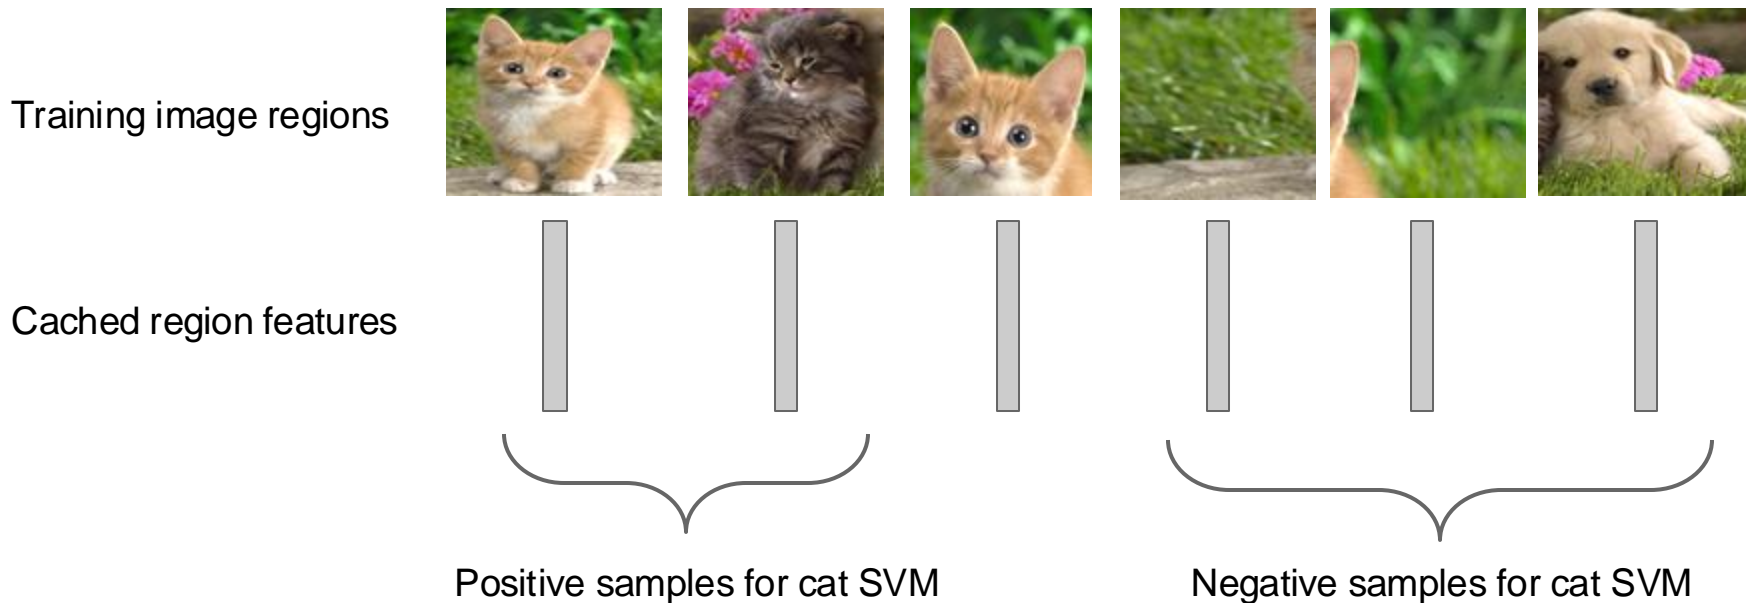 Training image regions
Cached region features
Positive samples for cat SVM
Negative samples for cat SVM